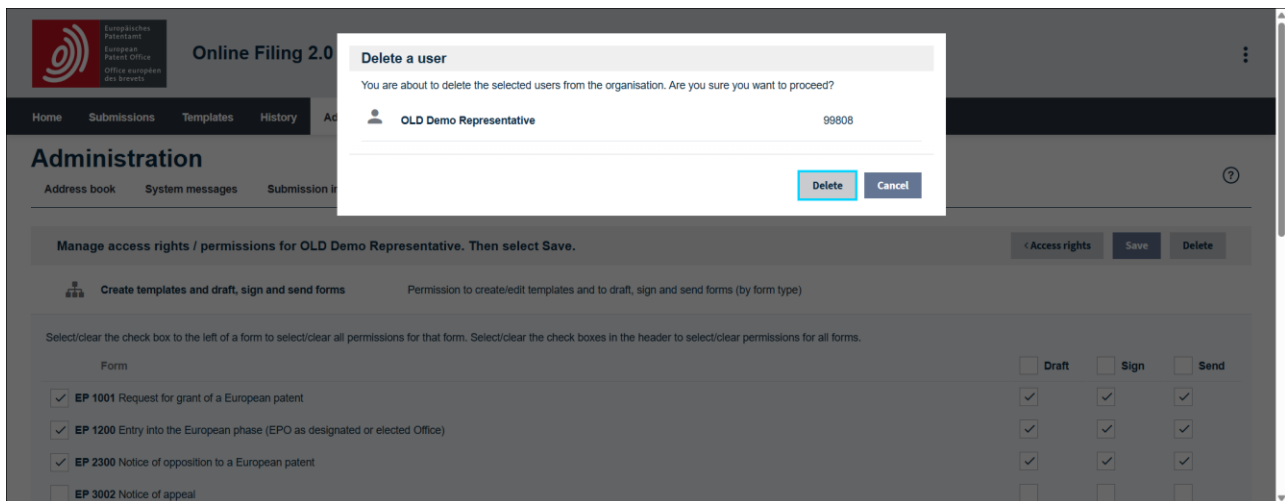 Europäisches
Patentamt
European
Patent Office
Office européen
des brevets
Online Filing 2.0
Home Submissions Templates History Ad
Administration
Address book System messages Submission in
Delete a user
You are about to delete the selected users from the organisation. Are you sure you want to proceed?
OLD Demo Representative 99808
Delete Cancel
Manage access rights / permissions for OLD Demo Representative. Then select Save.
< Access rights Save Delete
Create templates and draft, sign and send forms Permission to create/edit templates and to draft, sign and send forms (by form type)
Select/clear the check box to the left of a form to select/clear all permissions for that form. Select/clear the check boxes in the header to select/clear permissions for all forms.
Form Draft Sign Send
EP 1001 Request for grant of a European patent
EP 1200 Entry into the European phase (EPO as designated or elected Office)
EP 2300 Notice of opposition to a European patent
EP 3002 Notice of appeal